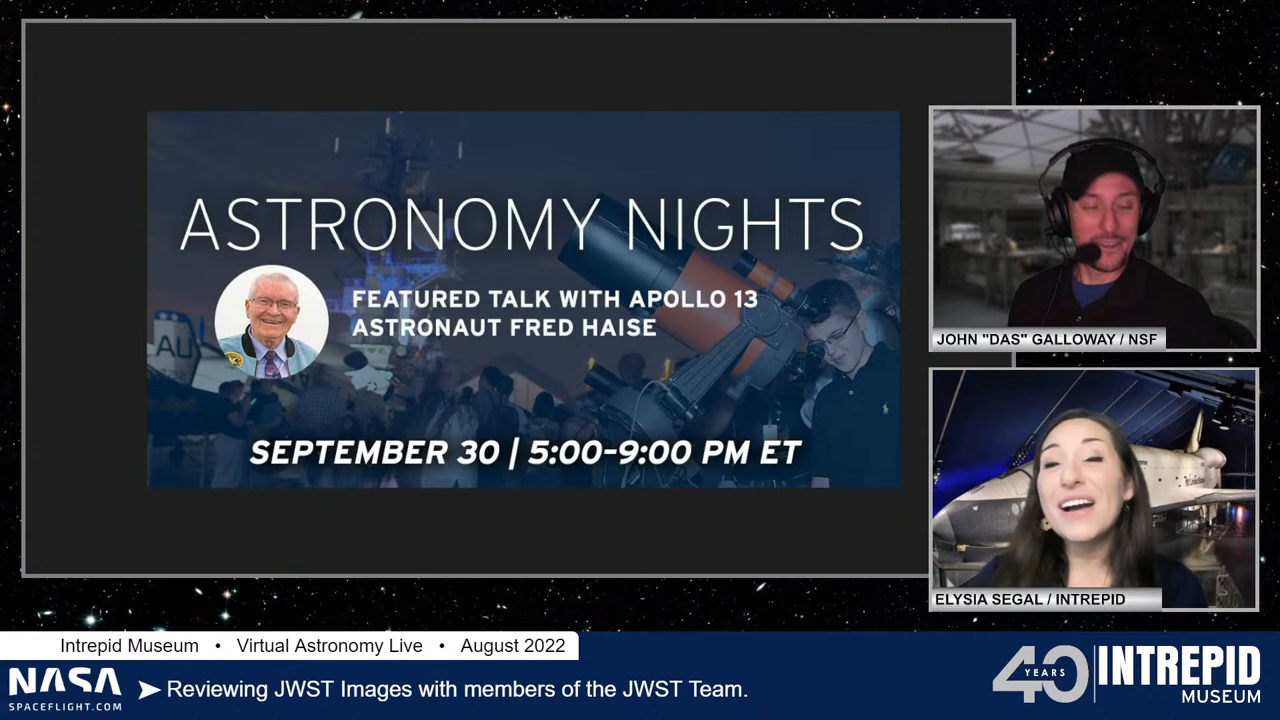 ASTRONOMY NIGHTS
FEATURED TALK WITH APOLLO 13
ASTRONAUT FRED HAISE
SEPTEMBER 30 | 5:00–9:00 PM ET
JOHN "DAS" GALLOWAY / NSF
ELYSIA SEGAL / INTREPID
Intrepid Museum • Virtual Astronomy Live • August 2022
NASA
SPACEFLIGHT.COM
➤ Reviewing JWST Images with members of the JWST Team.
40
YEARS
INTREPID
MUSEUM
AU